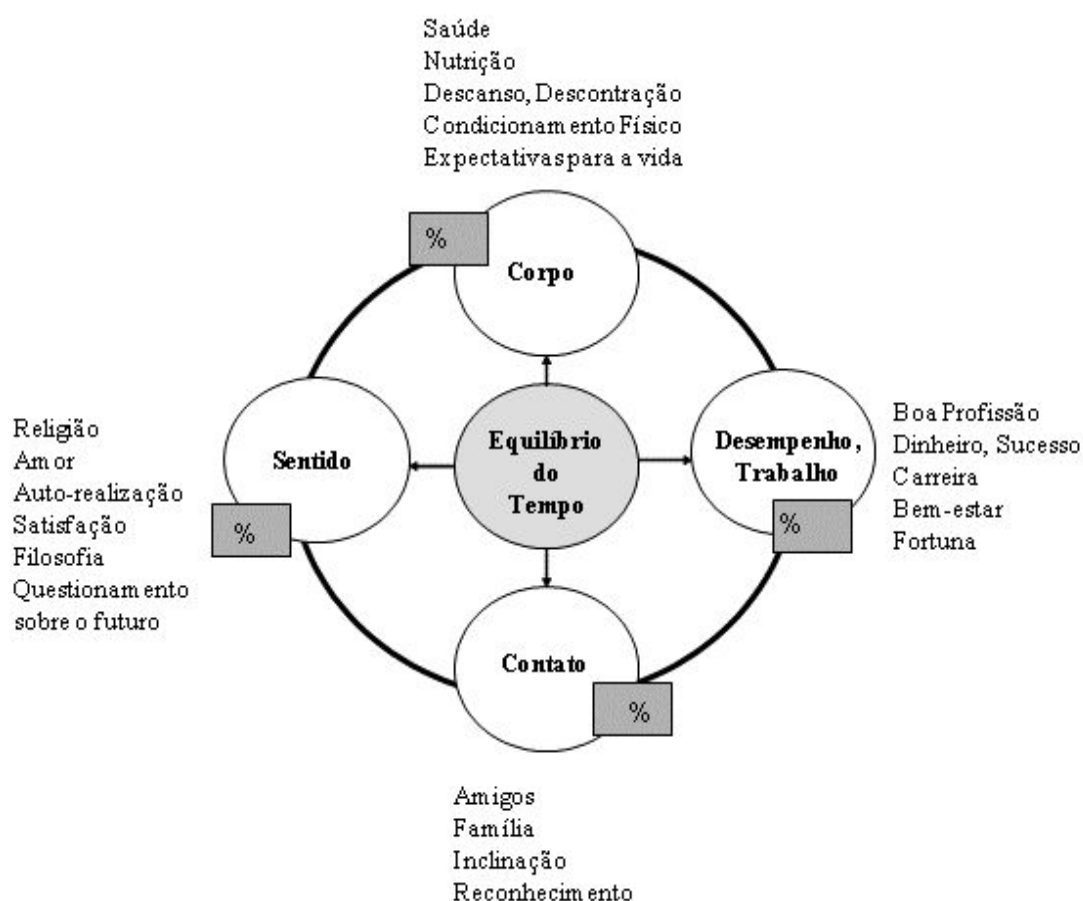 Saúde
Nutrição
Descanso, Descontração
Condicionamento Físico
Expectativas para a vida
%
Corpo
Religião
Amor
Auto-realização
Satisfação
Filosofia
Questionamento
sobre o futuro
Sentido
%
Equilíbrio
do
Tempo
Desempenho,
Trabalho
%
Boa Profissão
Dinheiro, Sucesso
Carreira
Bem-estar
Fortuna
Contato
%
Amigos
Família
Inclinação
Reconhecimento